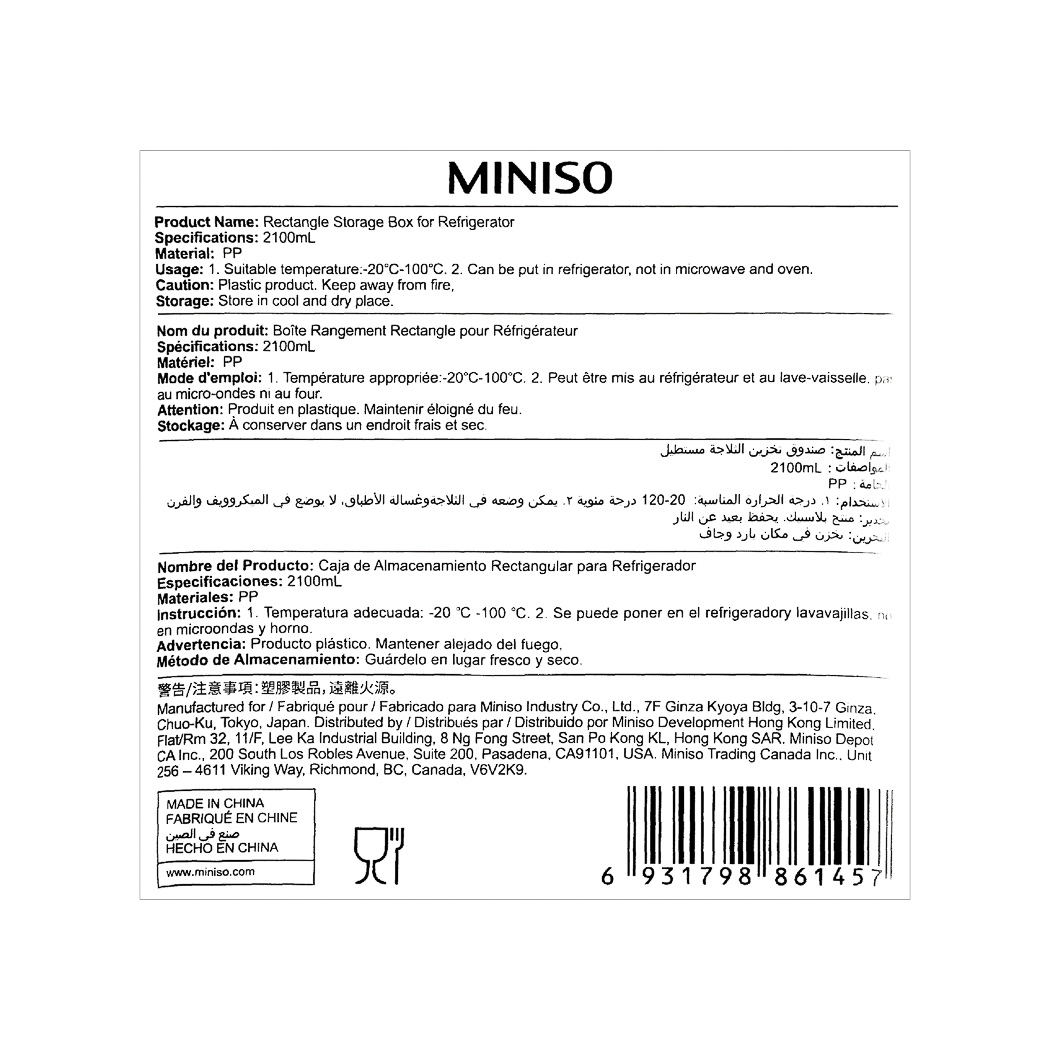 MINISO
Product Name: Rectangle Storage Box for Refrigerator
Specifications: 2100mL
Material: PP
Usage: 1. Suitable temperature:-20°C-100°C. 2. Can be put in refrigerator, not in microwave and oven.
Caution: Plastic product. Keep away from fire,
Storage: Store in cool and dry place.
Nom du produit: Boîte Rangement Rectangle pour Réfrigérateur
Spécifications: 2100mL
Matériel: PP
Mode d'emploi: 1. Température appropriée:-20°C-100°C. 2. Peut être mis au réfrigérateur et au lave-vaisselle,
au micro-ondes ni au four.
Attention: Produit en plastique. Maintenir éloigné du feu.
Stockage: À conserver dans un endroit frais et sec.
اسم المنتج: صندوق تخزين الثلاجة مستطيل
المواصفات: 2100mL
الخامة: PP
الاستخدام: ١. درجة الحرارة المناسبة: 20-120 درجة مئوية ٢. يمكن وضعه في الثلاجةوغسالة الأطباق، لا يوضع في الميكروويف والفرن
تحذير: منتج بلاستيك. يحفظ بعيد عن النار
التخزين: يخزن في مكان بارد وجاف
Nombre del Producto: Caja de Almacenamiento Rectangular para Refrigerador
Especificaciones: 2100mL
Materiales: PP
Instrucción: 1. Temperatura adecuada: -20 °C -100 °C. 2. Se puede poner en el refrigeradory lavavajillas, no
en microondas y horno.
Advertencia: Producto plástico. Mantener alejado del fuego,
Método de Almacenamiento: Guárdelo en lugar fresco y seco.
警告/注意事項:塑膠製品,遠離火源。
Manufactured for / Fabriqué pour / Fabricado para Miniso Industry Co., Ltd., 7F Ginza Kyoya Bldg, 3-10-7 Ginza,
Chuo-Ku, Tokyo, Japan. Distributed by / Distribués par / Distribuido por Miniso Development Hong Kong Limited,
Flat/Rm 32, 11/F, Lee Ka Industrial Building, 8 Ng Fong Street, San Po Kong KL, Hong Kong SAR. Miniso Depot
CA Inc., 200 South Los Robles Avenue, Suite 200, Pasadena, CA91101, USA. Miniso Trading Canada Inc., Unit
256 – 4611 Viking Way, Richmond, BC, Canada, V6V2K9.
MADE IN CHINA
FABRIQUÉ EN CHINE
صنع في الصين
HECHO EN CHINA
www.miniso.com
6 931798 861457